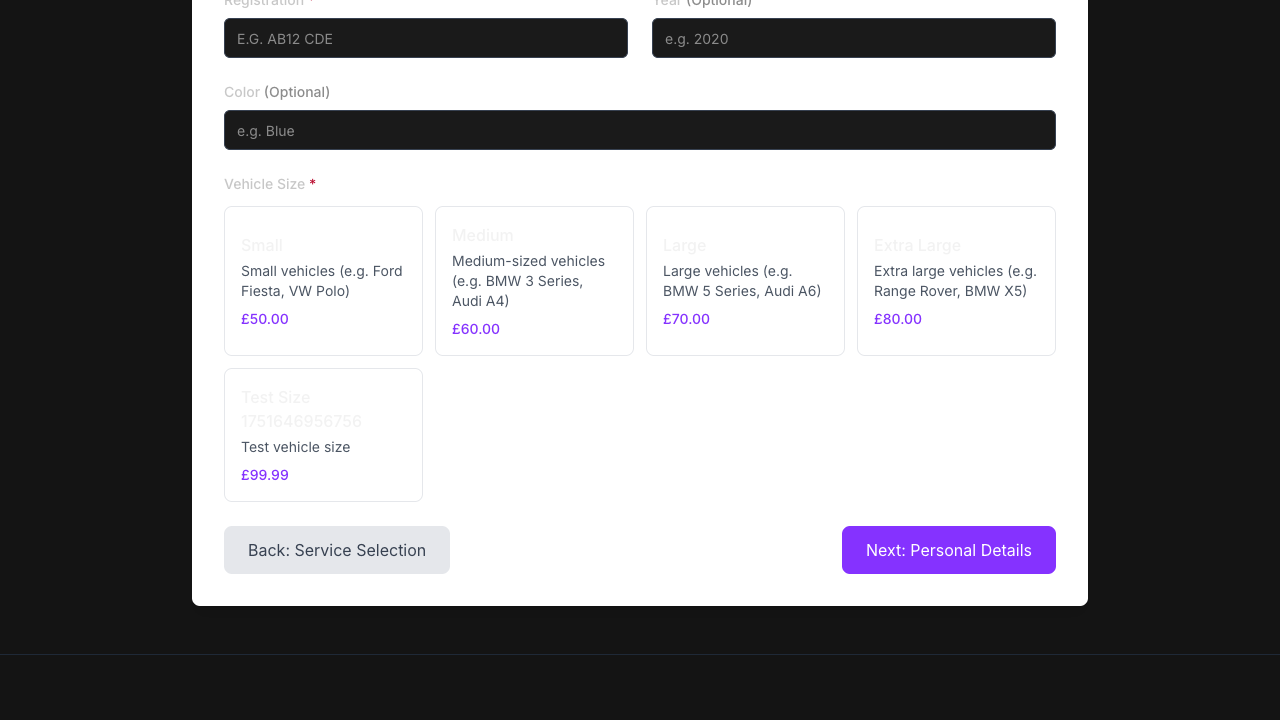 Registration *
Year (Optional)
E.G. AB12 CDE
e.g. 2020
Color (Optional)
e.g. Blue
Vehicle Size *
Small
Small vehicles (e.g. Ford
Fiesta, VW Polo)
£50.00
Medium
Medium-sized vehicles
(e.g. BMW 3 Series,
Audi A4)
£60.00
Large
Large vehicles (e.g.
BMW 5 Series, Audi A6)
£70.00
Extra Large
Extra large vehicles (e.g.
Range Rover, BMW X5)
£80.00
Test Size
1751646956756
Test vehicle size
£99.99
Back: Service Selection
Next: Personal Details